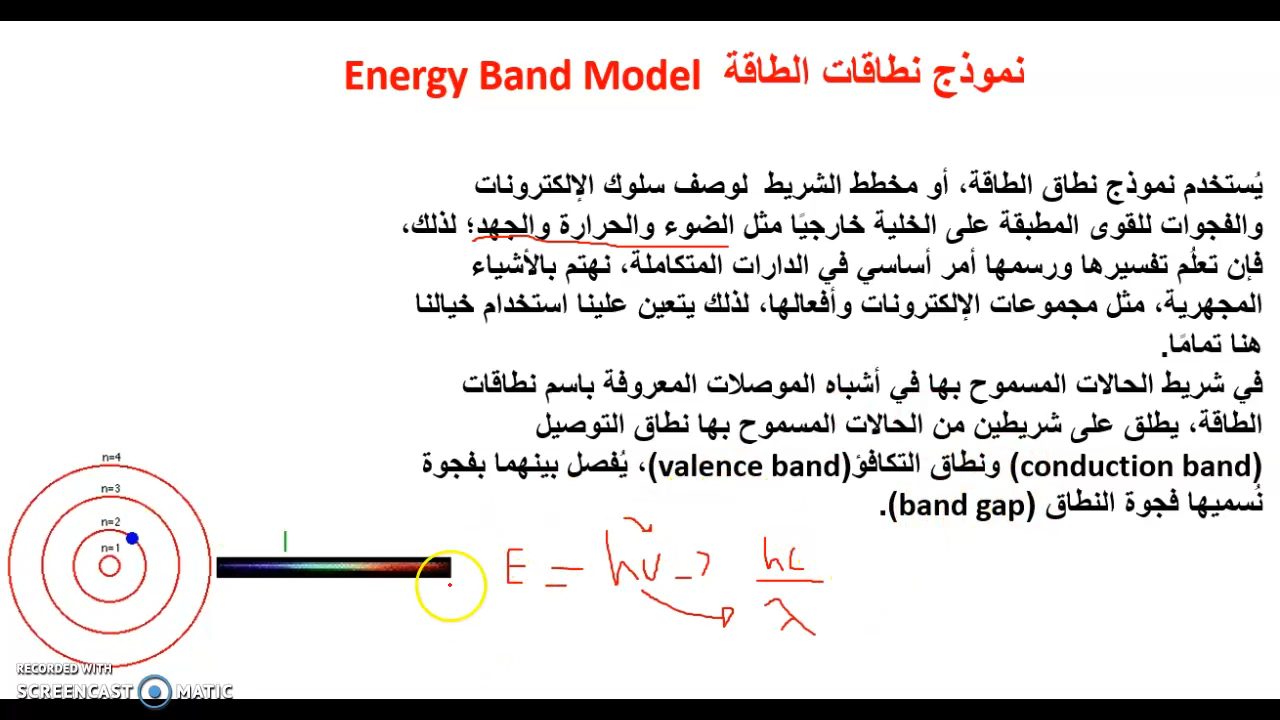 نموذج نطاقات الطاقة Energy Band Model
يُستخدم نموذج نطاق الطاقة، أو مخطط الشريط لوصف سلوك الإلكترونات
والفجوات للقوى المطبقة على الخلية خارجيًا مثل الضوء والحرارة والجهد؛ لذلك،
فإن تعلُم تفسيرها ورسمها أمر أساسي في الدارات المتكاملة، نهتم بالأشياء
المجهرية، مثل مجموعات الإلكترونات وأفعالها، لذلك يتعين علينا استخدام خيالنا
هنا تمامًا.
في شريط الحالات المسموح بها في أشباه الموصلات المعروفة باسم نطاقات
الطاقة، يطلق على شريطين من الحالات المسموح بها نطاق التوصيل
(conduction band) ونطاق التكافؤ(valence band)، يُفصل بينهما بفجوة
نُسميها فجوة النطاق (band gap).
n=4
n=3
n=2
n=1
E = hν → hc
λ
RECORDED WITH
SCREENCAST MATIC